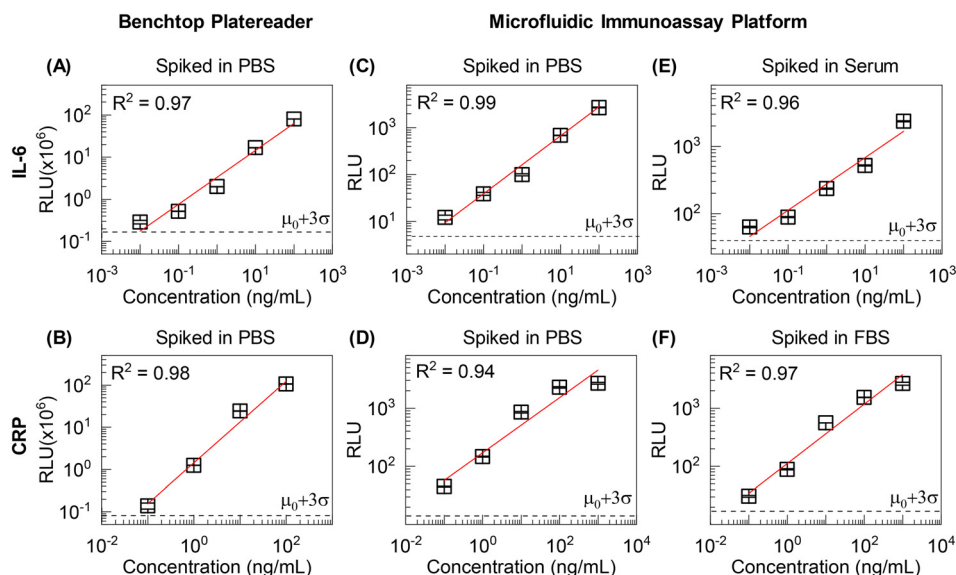 Benchtop Platereader
Microfluidic Immunoassay Platform
(A)
Spiked in PBS
R² = 0.97
IL-6
RLU(x10⁶)
10²
10¹
10⁰
10⁻¹
μ₀+3σ
10⁻³ 10⁻¹ 10¹ 10³
Concentration (ng/mL)
(C)
Spiked in PBS
R² = 0.99
RLU
10³
10²
10¹
μ₀+3σ
10⁻³ 10⁻¹ 10¹ 10³
Concentration (ng/mL)
(E)
Spiked in Serum
R² = 0.96
RLU
10³
10²
μ₀+3σ
10⁻³ 10⁻¹ 10¹ 10³
Concentration (ng/mL)
(B)
Spiked in PBS
R² = 0.98
CRP
RLU(x10⁶)
10²
10¹
10⁰
10⁻¹
μ₀+3σ
10⁻² 10⁰ 10²
Concentration (ng/mL)
(D)
Spiked in PBS
R² = 0.94
RLU
10³
10²
μ₀+3σ
10⁻² 10⁰ 10² 10⁴
Concentration (ng/mL)
(F)
Spiked in FBS
R² = 0.97
RLU
10³
10²
μ₀+3σ
10⁻² 10⁰ 10² 10⁴
Concentration (ng/mL)